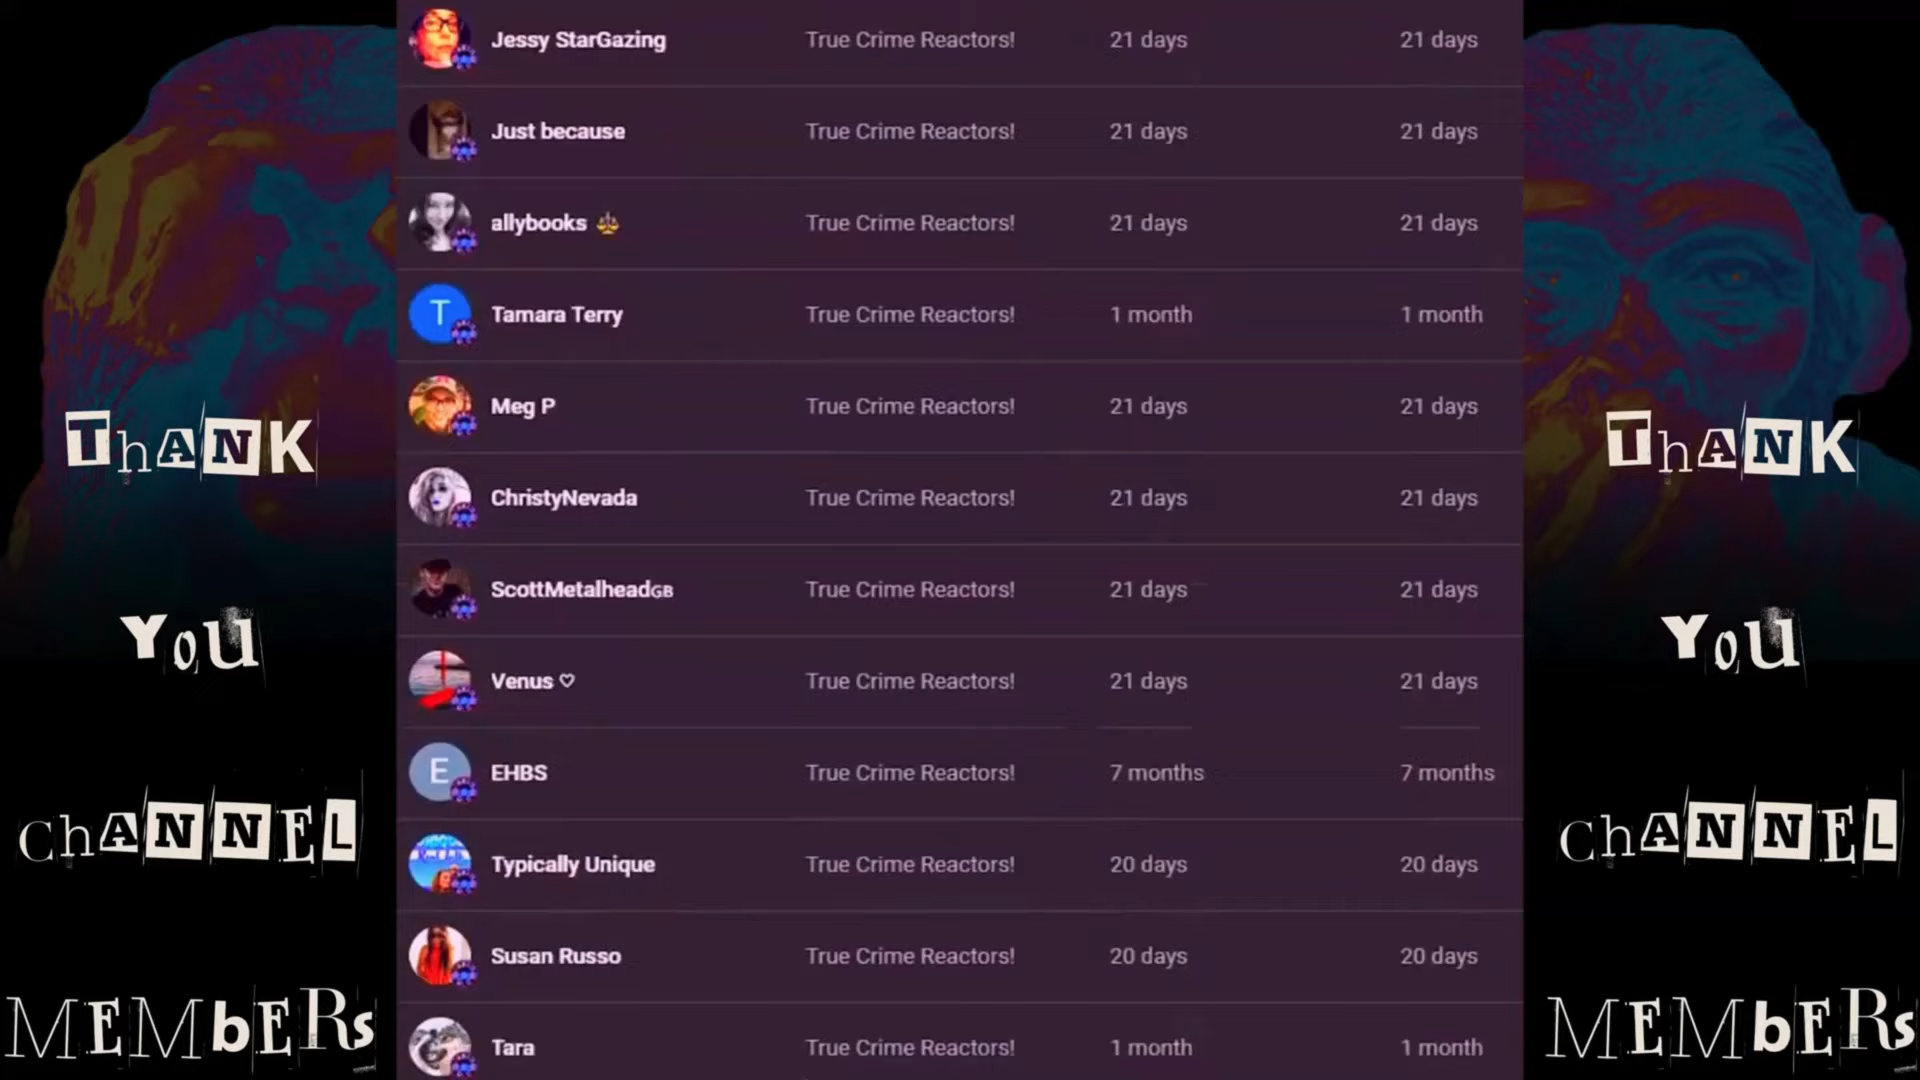 Jessy StarGazing True Crime Reactors! 21 days 21 days
Just because True Crime Reactors! 21 days 21 days
allybooks True Crime Reactors! 21 days 21 days
T Tamara Terry True Crime Reactors! 1 month 1 month
Meg P True Crime Reactors! 21 days 21 days
ThANK
ThANK
ChristyNevada True Crime Reactors! 21 days 21 days
ScottMetalheadGB True Crime Reactors! 21 days 21 days
You
You
Venus ♡ True Crime Reactors! 21 days 21 days
E EHBS True Crime Reactors! 7 months 7 months
ChANNEL
ChANNEL
Typically Unique True Crime Reactors! 20 days 20 days
Susan Russo True Crime Reactors! 20 days 20 days
MEMbERs
MEMbERs
Tara True Crime Reactors! 1 month 1 month